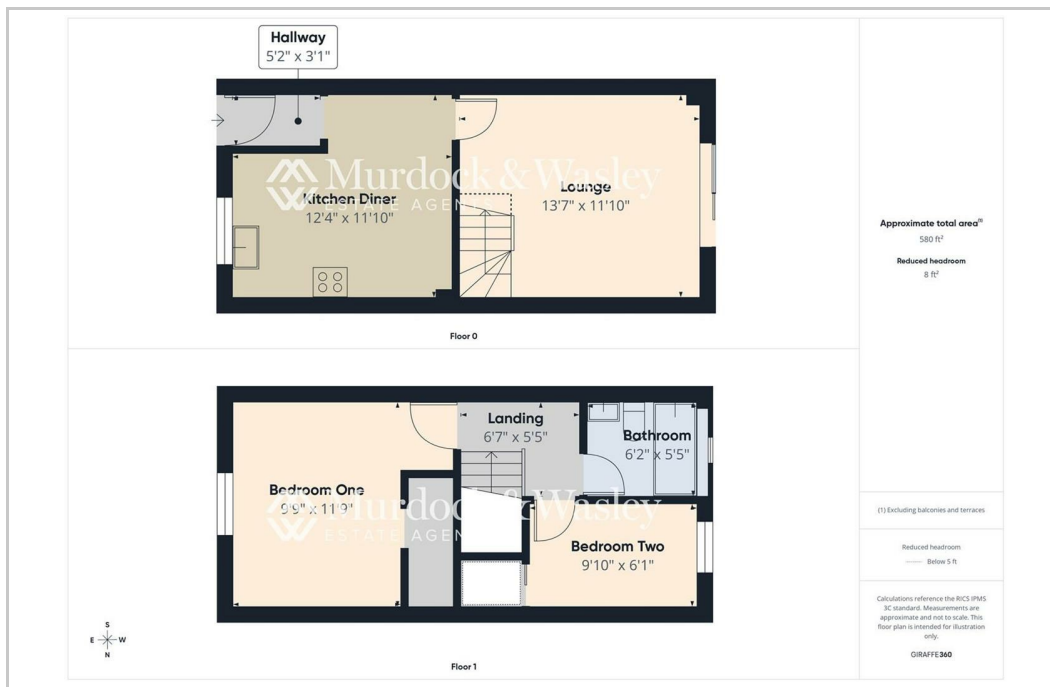 Hallway
5'2" x 3'1"
Murdock & Wasley
ESTATE AGENTS
Kitchen Diner
12'4" x 11'10"
Lounge
13'7" x 11'10"
Floor 0
Approximate total area(1)
580 ft²
Reduced headroom
8 ft²
Landing
6'7" x 5'5"
Bathroom
6'2" x 5'5"
Bedroom One
9'9" x 11'9"
Murdock & Wasley
ESTATE AGENTS
Bedroom Two
9'10" x 6'1"
(1) Excluding balconies and terraces
Reduced headroom
Below 5 ft
Calculations reference the RICS IPMS
3C standard. Measurements are
approximate and not to scale. This
floor plan is intended for illustration
only.
GIRAFFE360
S
E W
N
Floor 1